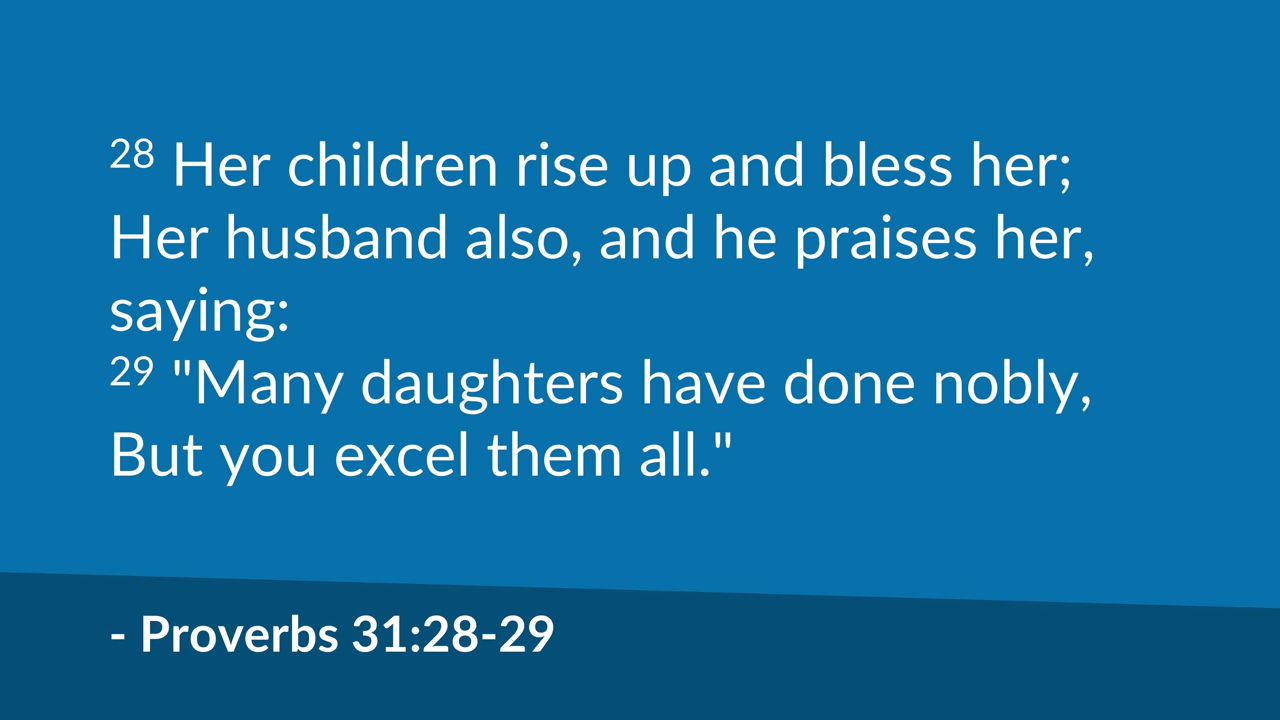 28 Her children rise up and bless her;
Her husband also, and he praises her,
saying:
29 "Many daughters have done nobly,
But you excel them all."
- Proverbs 31:28-29